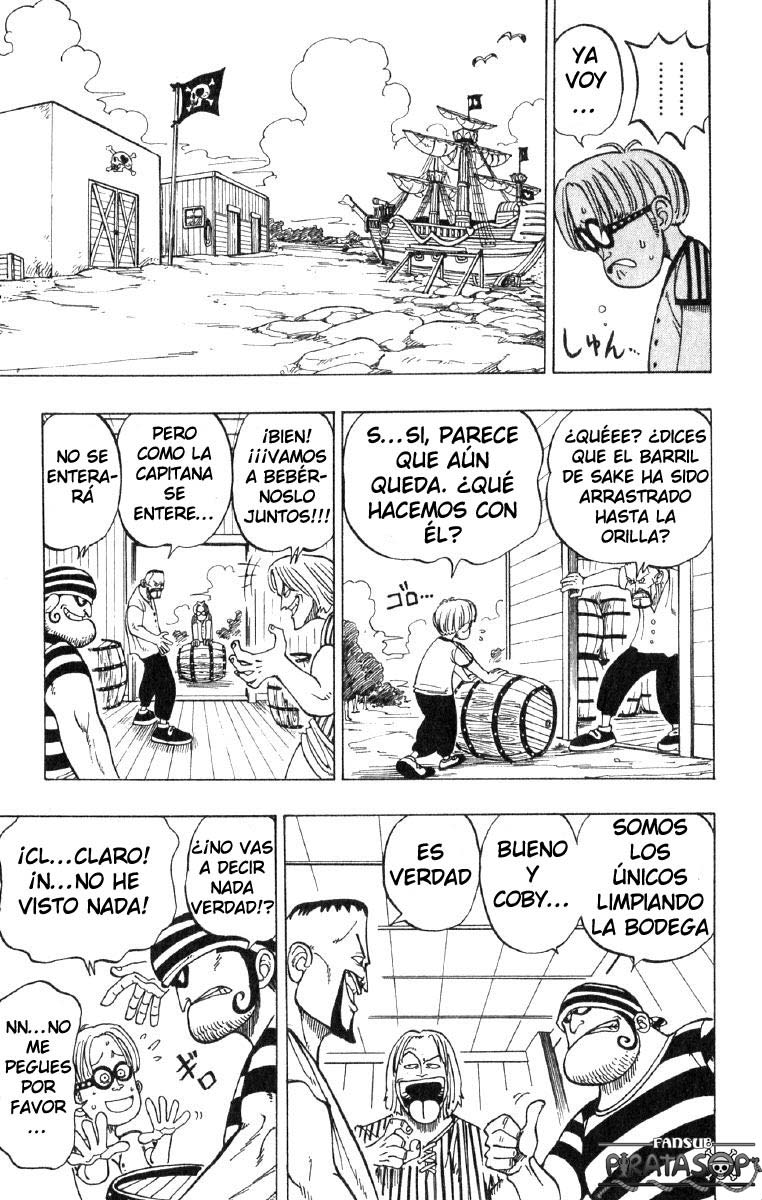 ..........
YA
VOY
...
しゅん...
¿QUÉEE? ¿DICES
QUE EL BARRIL
DE SAKE HA SIDO
ARRASTRADO
HASTA LA
ORILLA?
S...SI, PARECE
QUE AÚN
QUEDA. ¿QUÉ
HACEMOS CON
ÉL?
ゴロ...
¡BIEN!
¡¡¡VAMOS
A BEBÉR-
NOSLO
JUNTOS!!!
PERO
COMO LA
CAPITANA
SE
ENTERE...
NO SE
ENTERA-
RÁ
SOMOS
LOS
ÚNICOS
LIMPIANDO
LA BODEGA
BUENO
Y
COBY...
ES
VERDAD
¿¡NO VAS
A DECIR
NADA
VERDAD!?
ギロ
¡CL...CLARO!
¡N...NO HE
VISTO NADA!
NN...NO
ME
PEGUES
POR
FAVOR
...
FANSUB
PIRATASOP